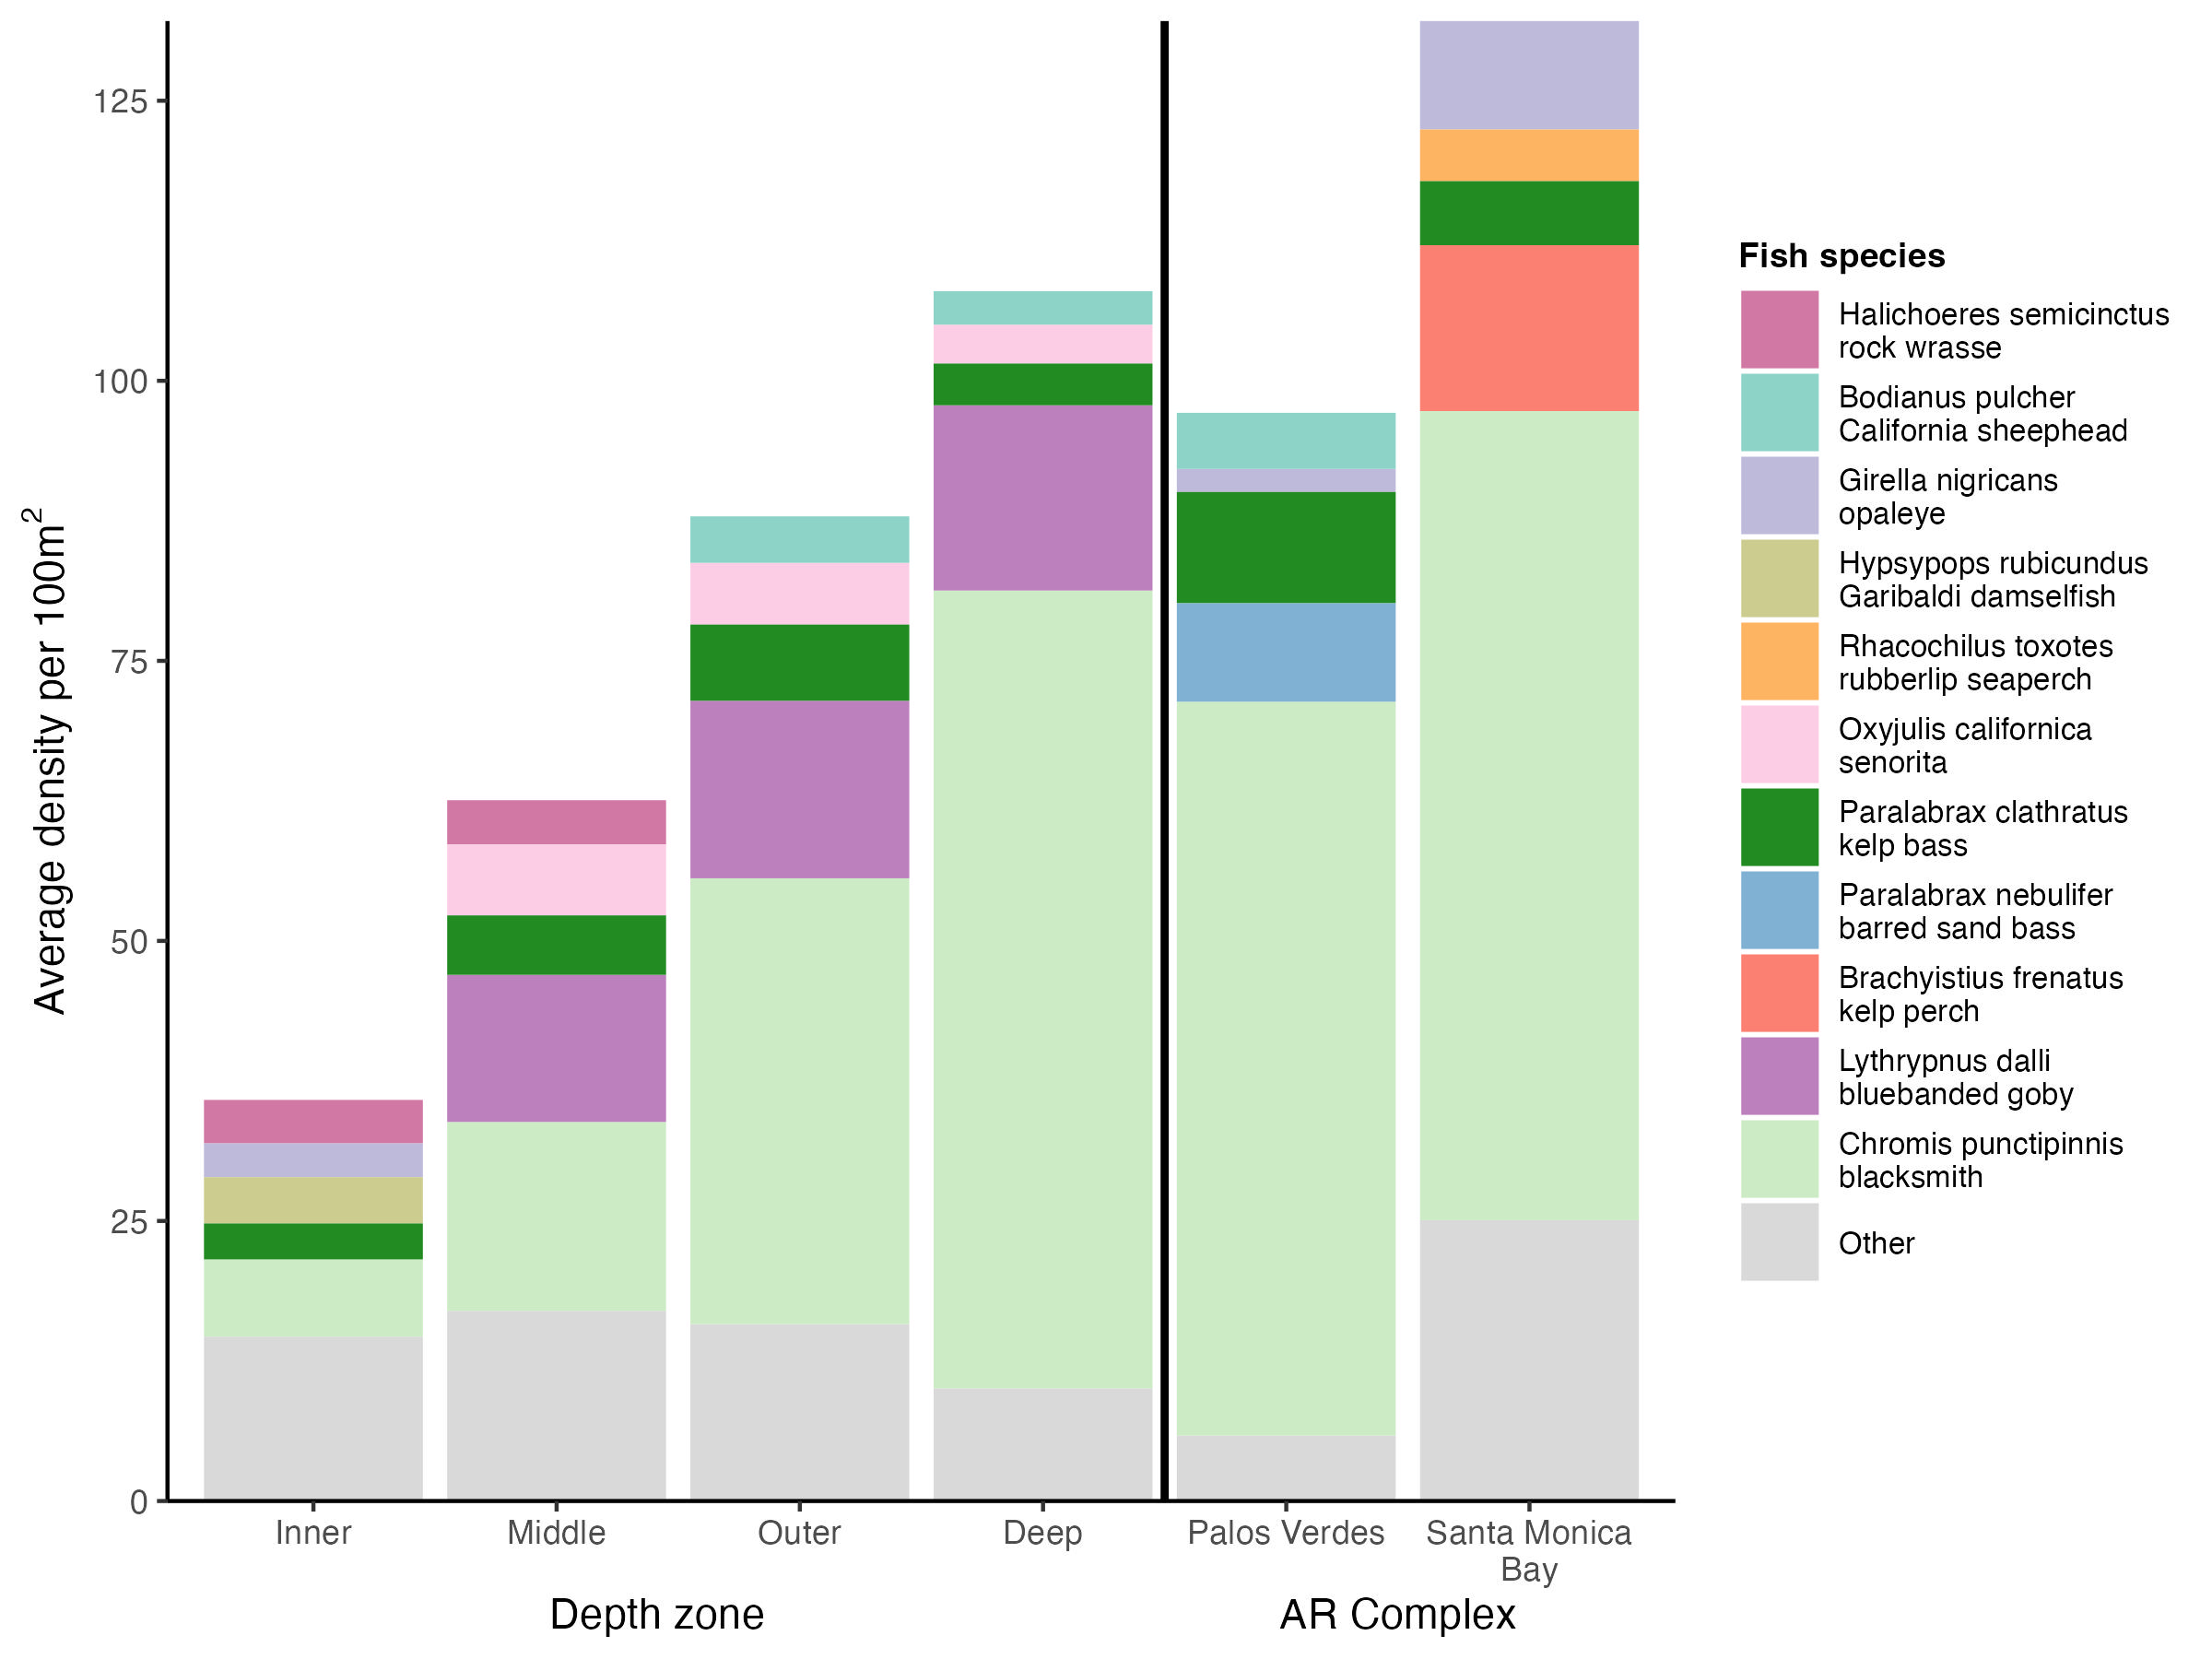 Average density per 100m²
125
100
75
50
25
0
Inner
Middle
Outer
Deep
Palos Verdes
Santa Monica
Bay
Depth zone
AR Complex
Fish species
Halichoeres semicinctus
rock wrasse
Bodianus pulcher
California sheephead
Girella nigricans
opaleye
Hypsypops rubicundus
Garibaldi damselfish
Rhacochilus toxotes
rubberlip seaperch
Oxyjulis californica
senorita
Paralabrax clathratus
kelp bass
Paralabrax nebulifer
barred sand bass
Brachyistius frenatus
kelp perch
Lythrypnus dalli
bluebanded goby
Chromis punctipinnis
blacksmith
Other